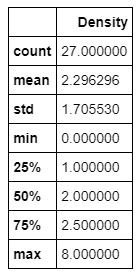 Density
count 27.000000
mean 2.296296
std 1.705530
min 0.000000
25% 1.000000
50% 2.000000
75% 2.500000
max 8.000000